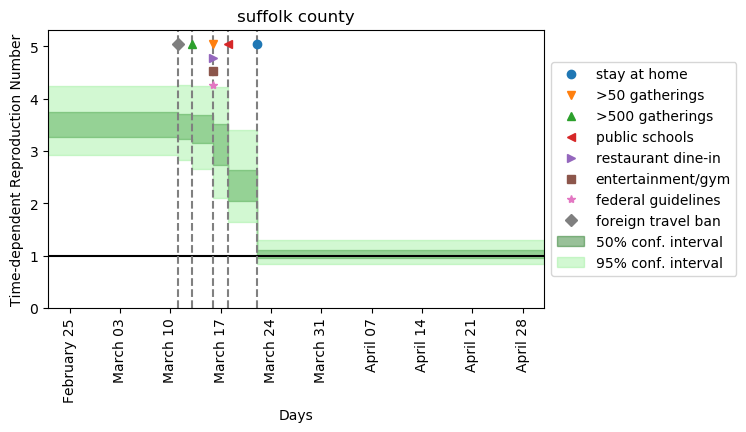 suffolk county
Time-dependent Reproduction Number
5
4
3
2
1
0
February 25
March 03
March 10
March 17
March 24
March 31
April 07
April 14
April 21
April 28
Days
stay at home
>50 gatherings
>500 gatherings
public schools
restaurant dine-in
entertainment/gym
federal guidelines
foreign travel ban
50% conf. interval
95% conf. interval